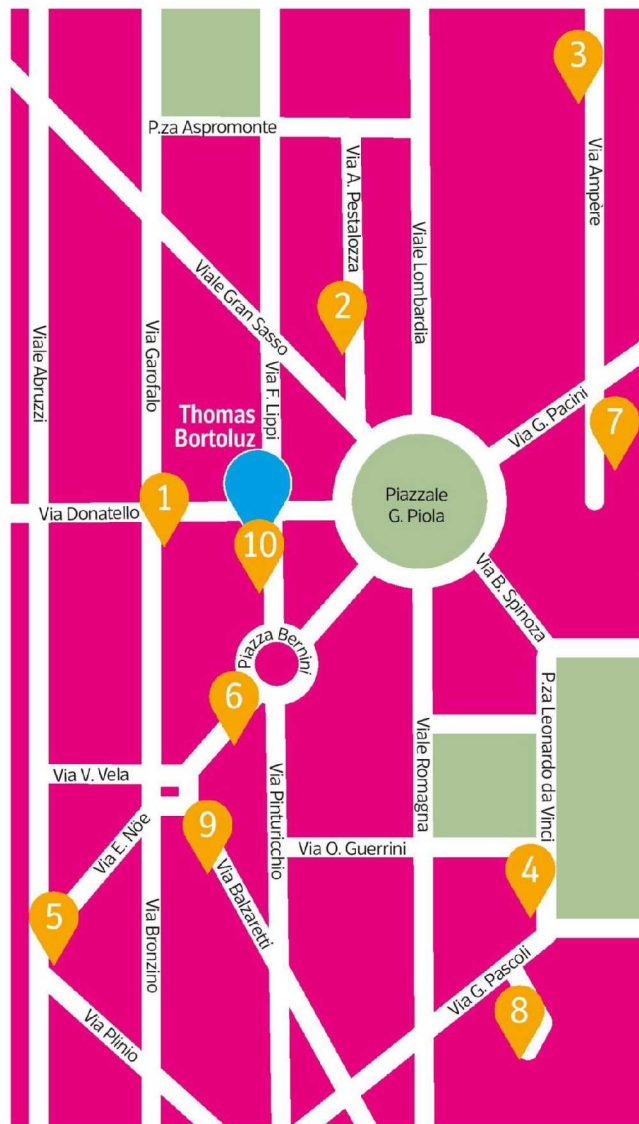 3
P.za Aspromonte
Via A. Pestalozza
Via Ampère
Viale Lombardia
Viale Gran Sasso
2
Viale Abruzzi
Via Garofalo
Via F. Lippi
Via G. Pacini
Thomas
Bortoluz
7
1
Piazzale
G. Piola
Via Donatello
10
Via B. Spinoza
Piazza Bernini
6
P.za Leonardo da Vinci
Via V. Vela
Viale Romagna
Via Pinturicchio
9
Via E. Nöe
Via O. Guerrini
4
5
Via Balzaretti
Via Bronzino
Via G. Pascoli
8
Via Plinio